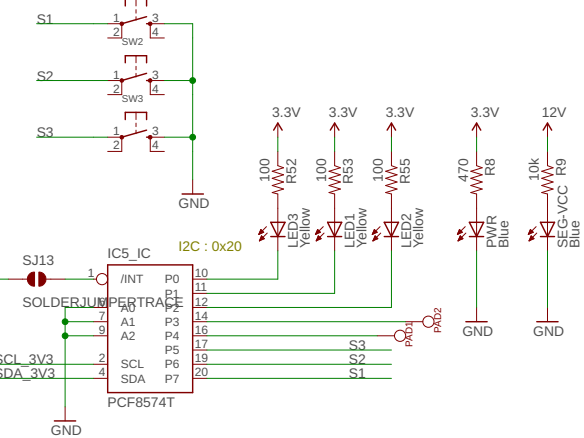 S1
1
3
2
4
SW2
S2
1
3
2
4
SW3
S3
1
3
2
4
GND
3.3V
3.3V
3.3V
3.3V
12V
100
R52
100
R53
100
R55
470
R8
10k
R9
LED3
Yellow
LED1
Yellow
LED2
Yellow
PWR
Blue
SEG-VCC
Blue
GND
GND
I2C : 0x20
IC5_IC
SJ13
SOLDERJUMPERTRACE
1
/INT
P0
10
P1
11
A0
P2
12
7
A1
P3
14
9
A2
P4
16
P5
17
S3
SCL_3V3
2
SCL
P6
19
S2
SDA_3V3
4
SDA
P7
20
S1
PAD1
PAD2
PCF8574T
GND